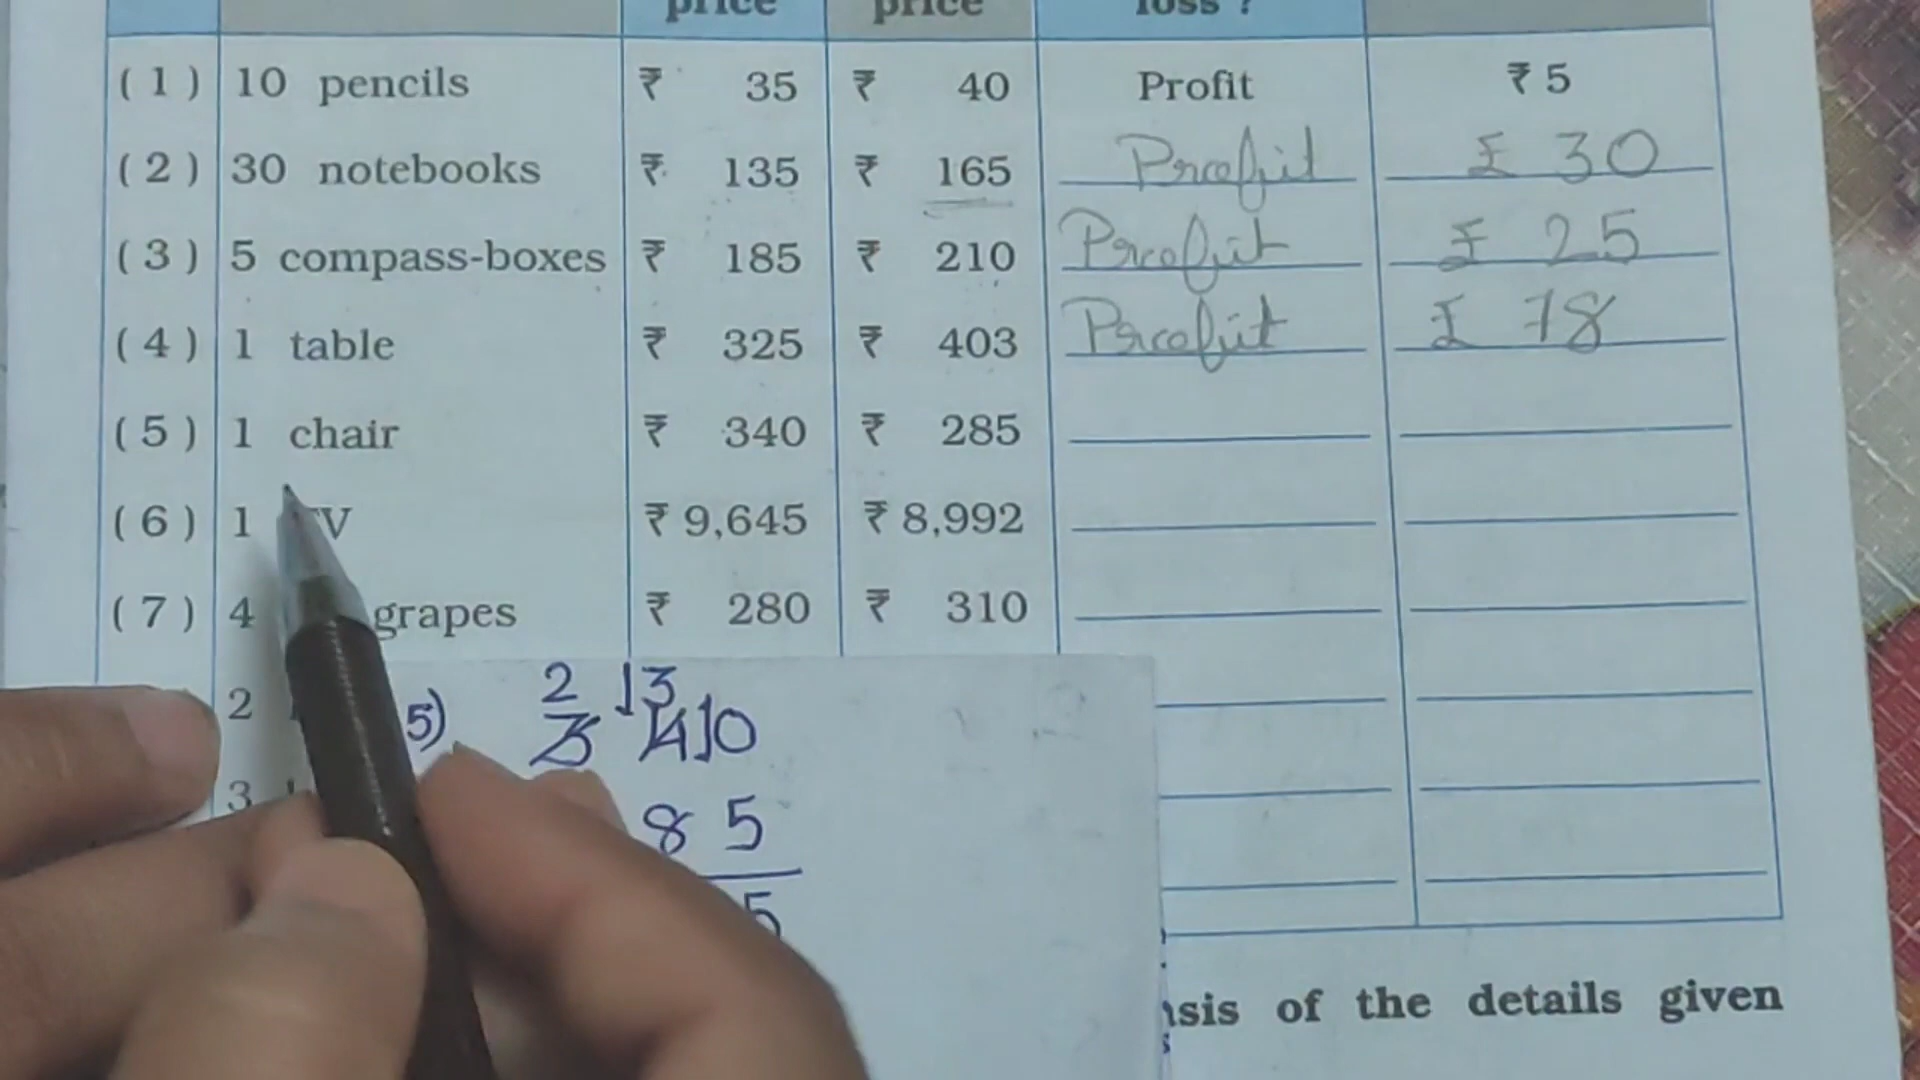 price price loss ?
(1) 10 pencils ₹ 35 ₹ 40 Profit ₹ 5
(2) 30 notebooks ₹ 135 ₹ 165 Profit ₹ 30
(3) 5 compass-boxes ₹ 185 ₹ 210 Profit ₹ 25
(4) 1 table ₹ 325 ₹ 403 Profit ₹ 78
(5) 1 chair ₹ 340 ₹ 285
(6) 1 TV ₹ 9,645 ₹ 8,992
(7) 4 grapes ₹ 280 ₹ 310
2
3
5) 2 13
3 14 10
8 5
5
of the details given